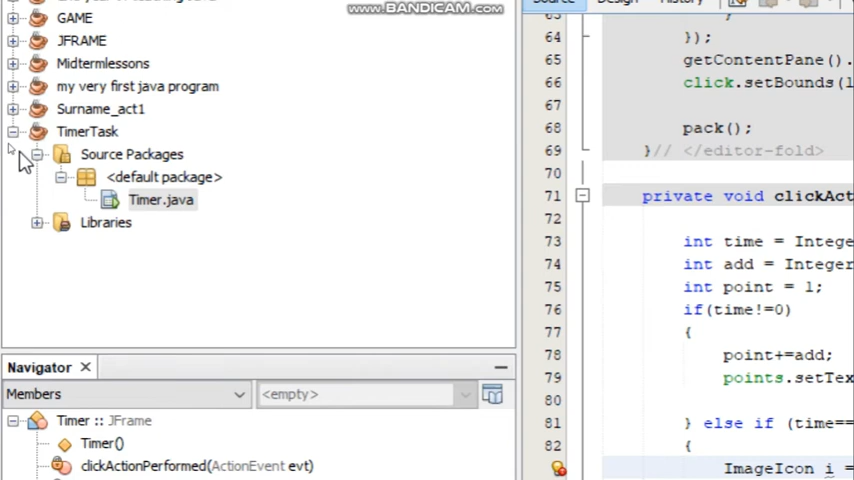 www.BANDICAM.com
GAME
JFRAME
Midtermlessons
my very first java program
Surname_act1
TimerTask
Source Packages
<default package>
Timer.java
Libraries
Navigator
Members
<empty>
Timer :: JFrame
Timer()
clickActionPerformed(ActionEvent evt)
Source Design History
63 }
64 });
65 getContentPane().
66 click.setBounds(l
67
68 pack();
69 }// </editor-fold>
70
71 private void clickAct
72
73 int time = Intege
74 int add = Integer
75 int point = 1;
76 if(time!=0)
77 {
78 point+=add;
79 points.setTex
80
81 } else if (time==
82 {
ImageIcon i =